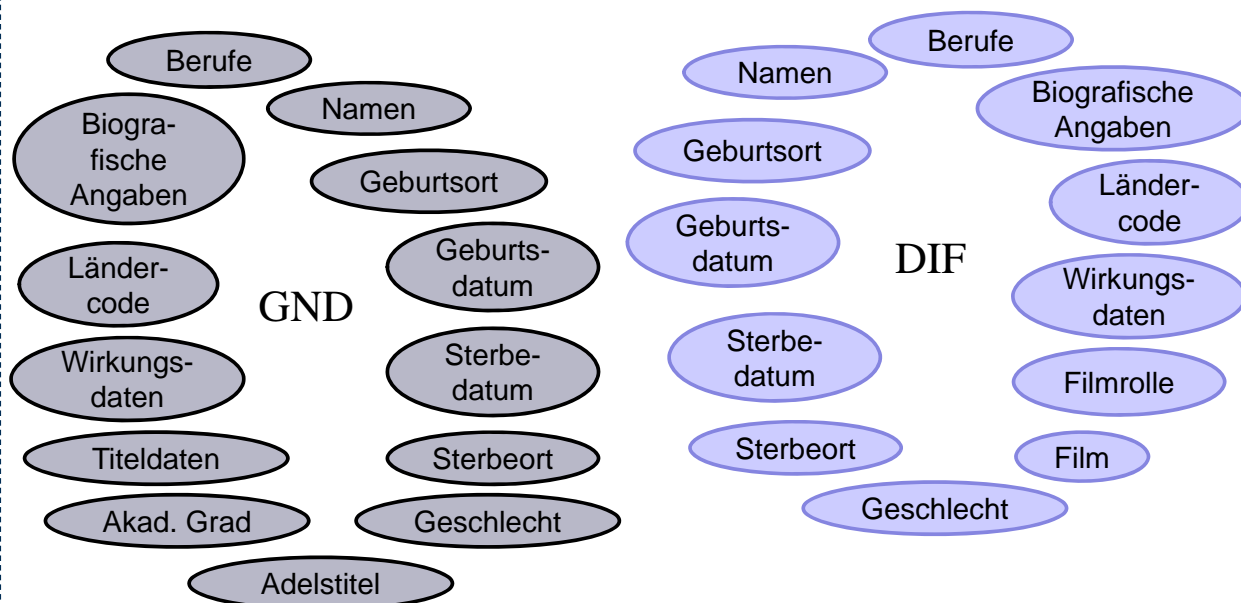 Berufe
Namen
Biogra-
fische
Angaben
Geburtsort
Geburts-
datum
Länder-
code
GND
Sterbe-
datum
Wirkungs-
daten
Titeldaten
Sterbeort
Akad. Grad
Geschlecht
Adelstitel
Berufe
Namen
Biografische
Angaben
Geburtsort
Länder-
code
Geburts-
datum
DIF
Wirkungs-
daten
Sterbe-
datum
Filmrolle
Sterbeort
Film
Geschlecht